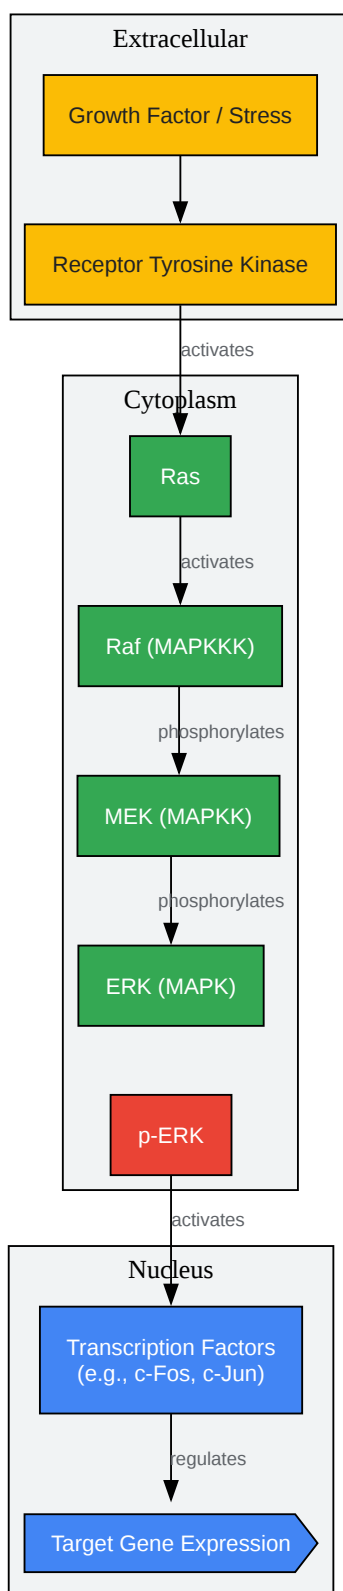 Extracellular
Growth Factor / Stress
Receptor Tyrosine Kinase
activates
Cytoplasm
Ras
activates
Raf (MAPKKK)
phosphorylates
MEK (MAPKK)
phosphorylates
ERK (MAPK)
p-ERK
activates
Nucleus
Transcription Factors
(e.g., c-Fos, c-Jun)
regulates
Target Gene Expression